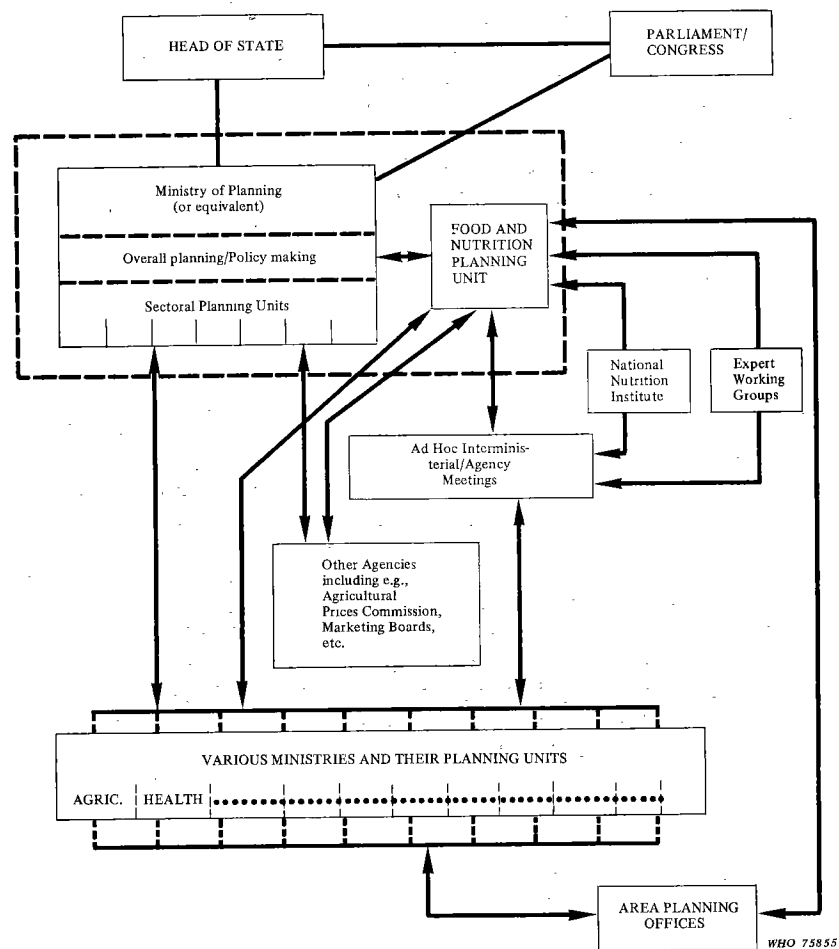 HEAD OF STATE
PARLIAMENT/
CONGRESS
Ministry of Planning
(or equivalent)
Overall planning/Policy making
Sectoral Planning Units
FOOD AND
NUTRITION
PLANNING
UNIT
National
Nutrition
Institute
Expert
Working
Groups
Ad Hoc Interminis-
terial/Agency
Meetings
Other Agencies
including e.g.,
Agricultural
Prices Commission,
Marketing Boards,
etc.
VARIOUS MINISTRIES AND THEIR PLANNING UNITS
AGRIC. HEALTH
AREA PLANNING
OFFICES
WHO 75855